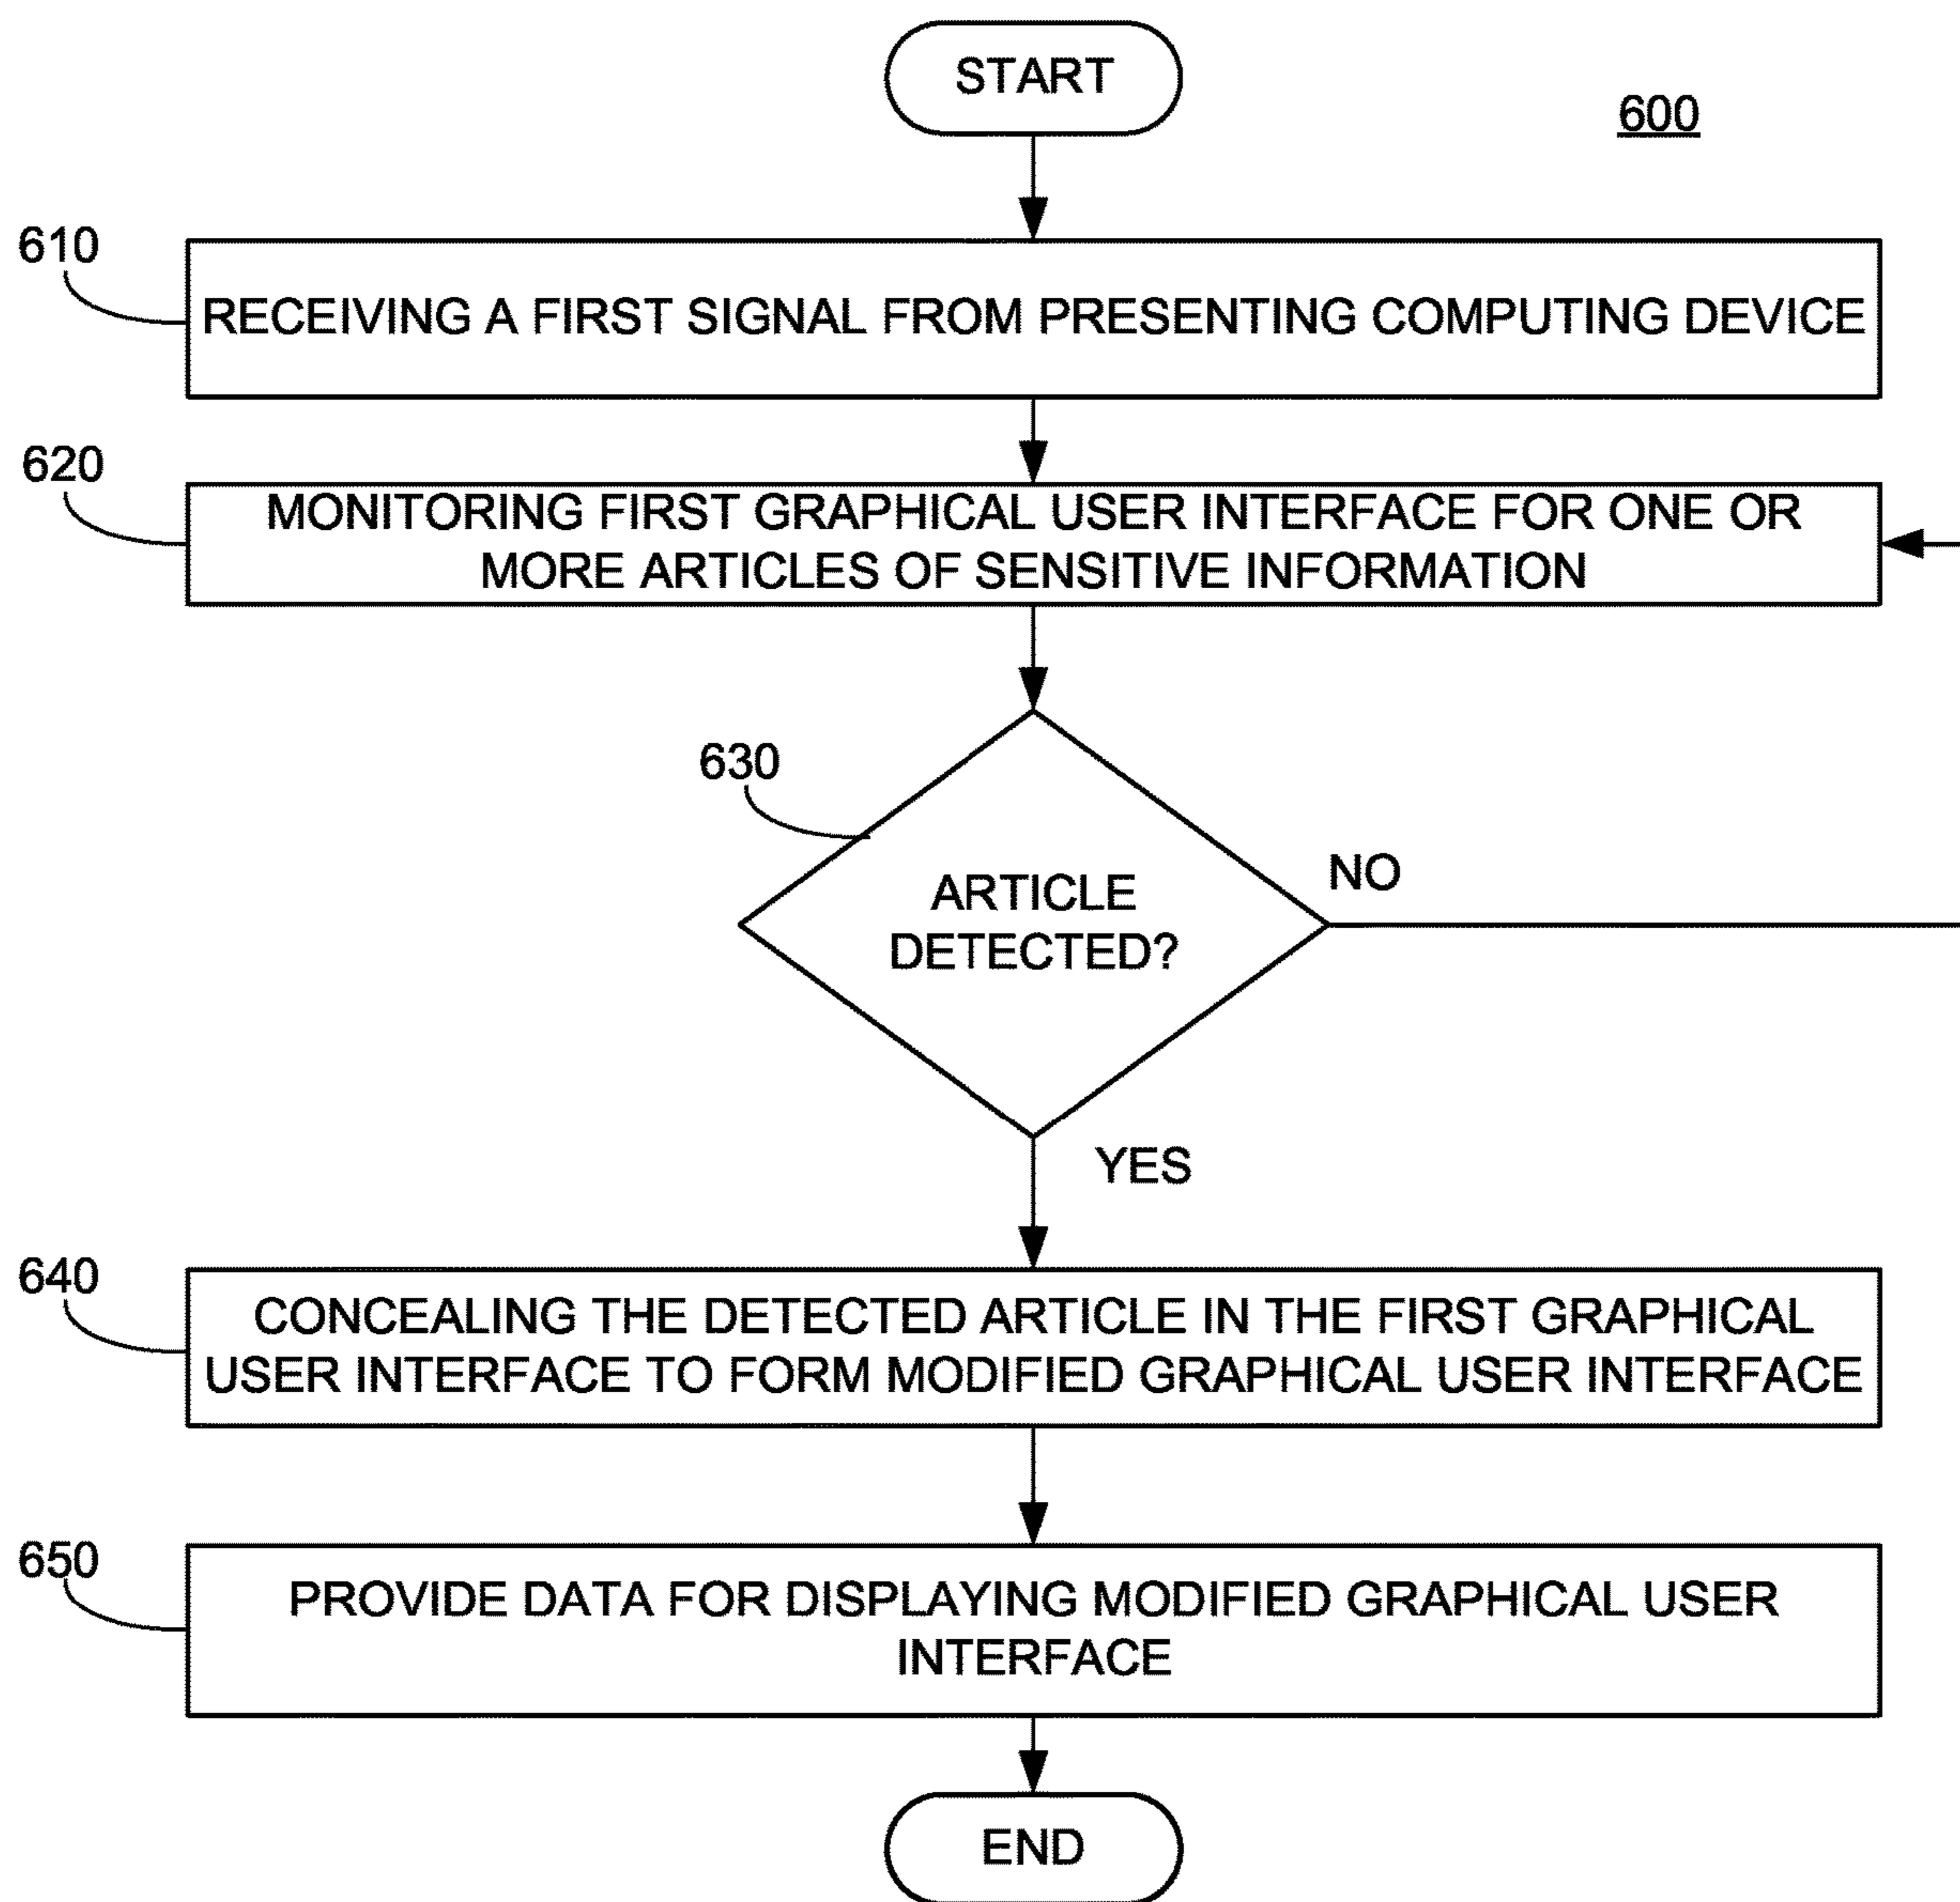 START
600
610
RECEIVING A FIRST SIGNAL FROM PRESENTING COMPUTING DEVICE
620
MONITORING FIRST GRAPHICAL USER INTERFACE FOR ONE OR
MORE ARTICLES OF SENSITIVE INFORMATION
630
ARTICLE
DETECTED?
NO
YES
640
CONCEALING THE DETECTED ARTICLE IN THE FIRST GRAPHICAL
USER INTERFACE TO FORM MODIFIED GRAPHICAL USER INTERFACE
650
PROVIDE DATA FOR DISPLAYING MODIFIED GRAPHICAL USER
INTERFACE
END